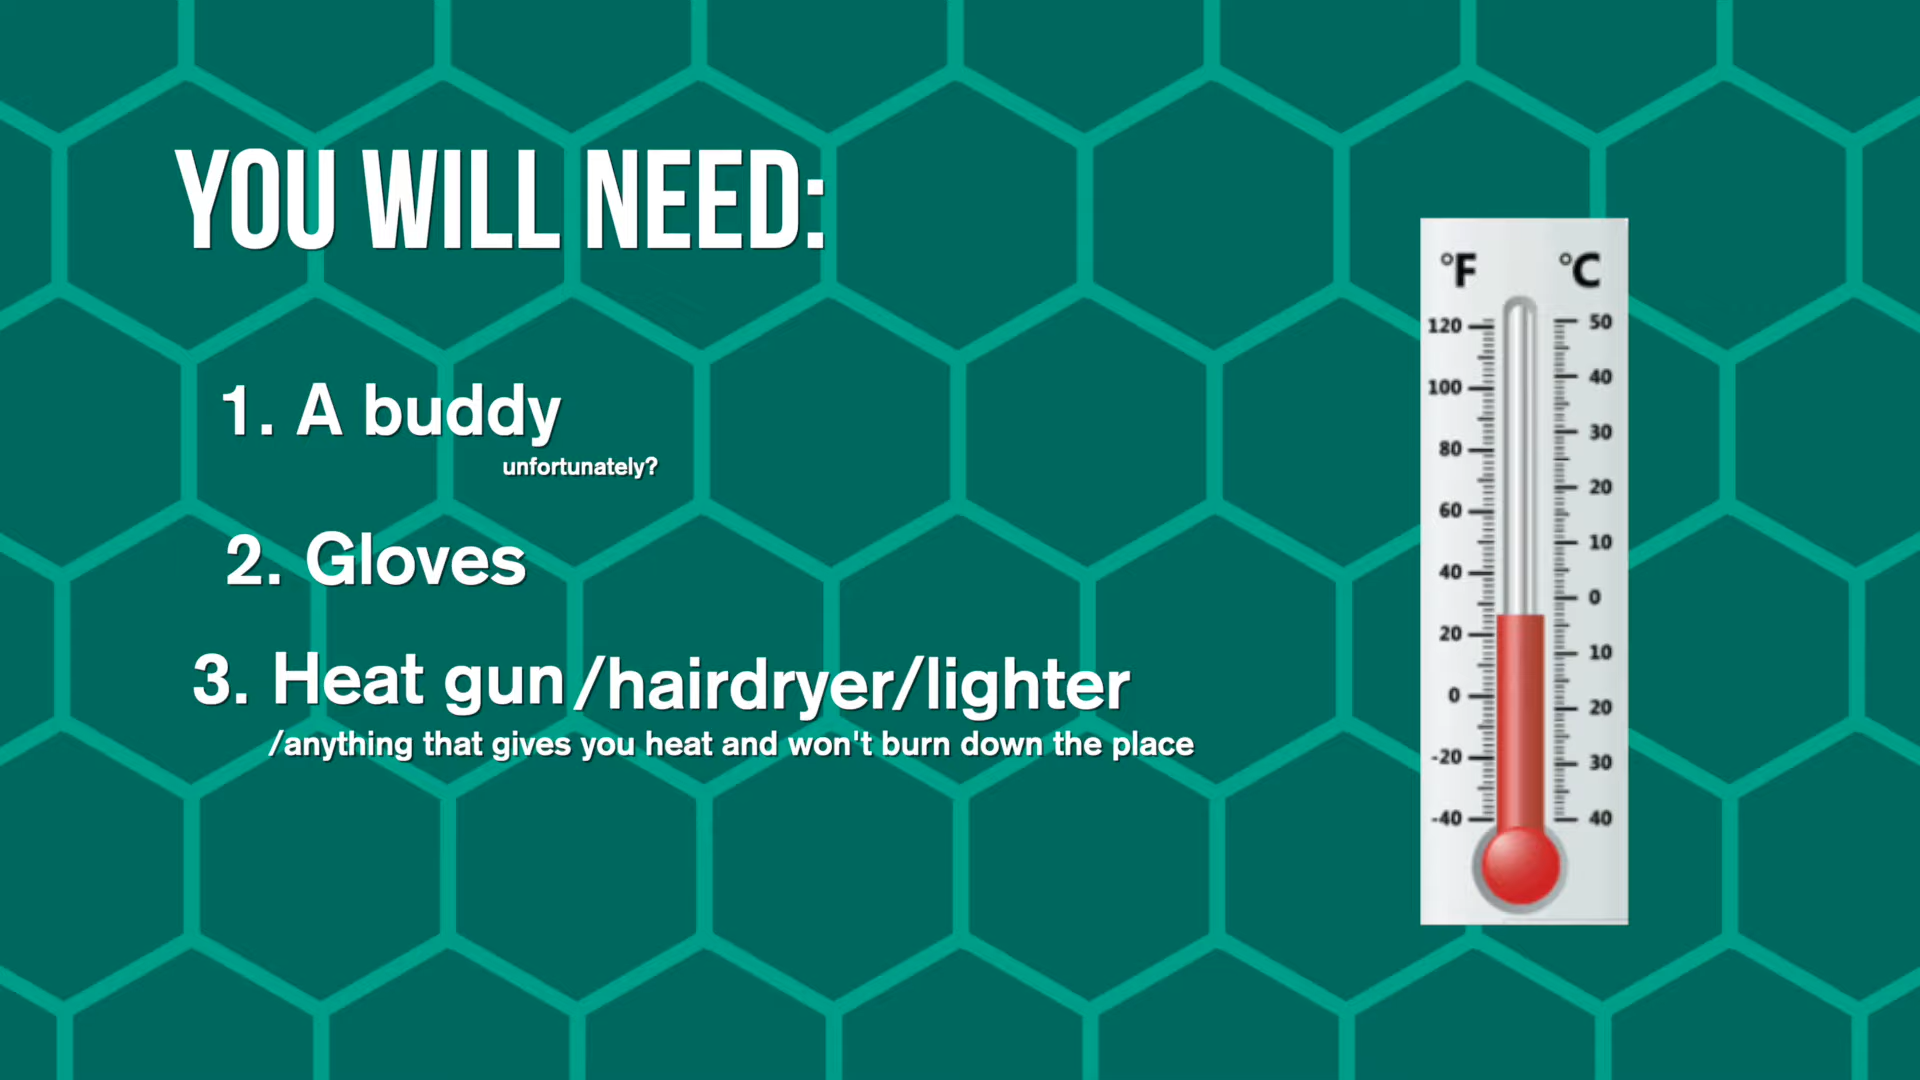 YOU WILL NEED:
1. A buddy
unfortunately?
2. Gloves
3. Heat gun/hairdryer/lighter
/anything that gives you heat and won't burn down the place
°F °C
120 50
100 40
80 30
60 20
40 10
20 0
0 10
-20 20
-40 30
40